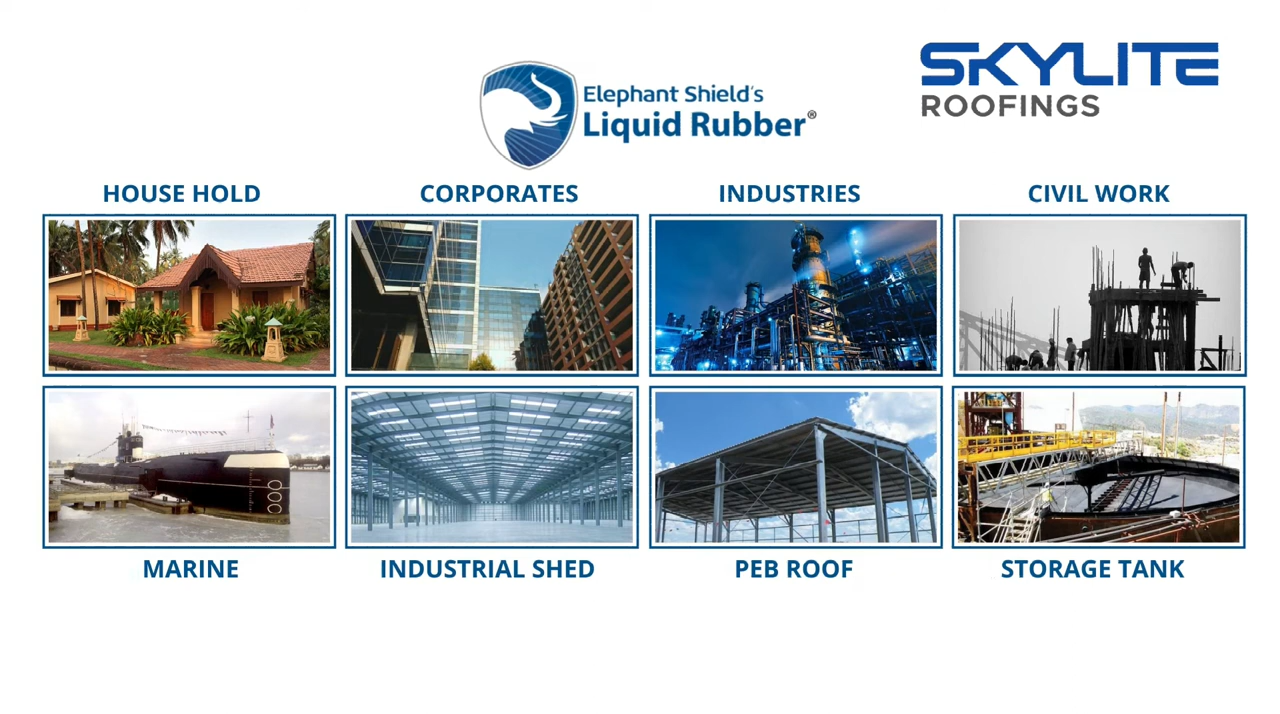 SKYLITE
ROOFINGS
Elephant Shield's
Liquid Rubber®
HOUSE HOLD
CORPORATES
INDUSTRIES
CIVIL WORK
MARINE
INDUSTRIAL SHED
PEB ROOF
STORAGE TANK